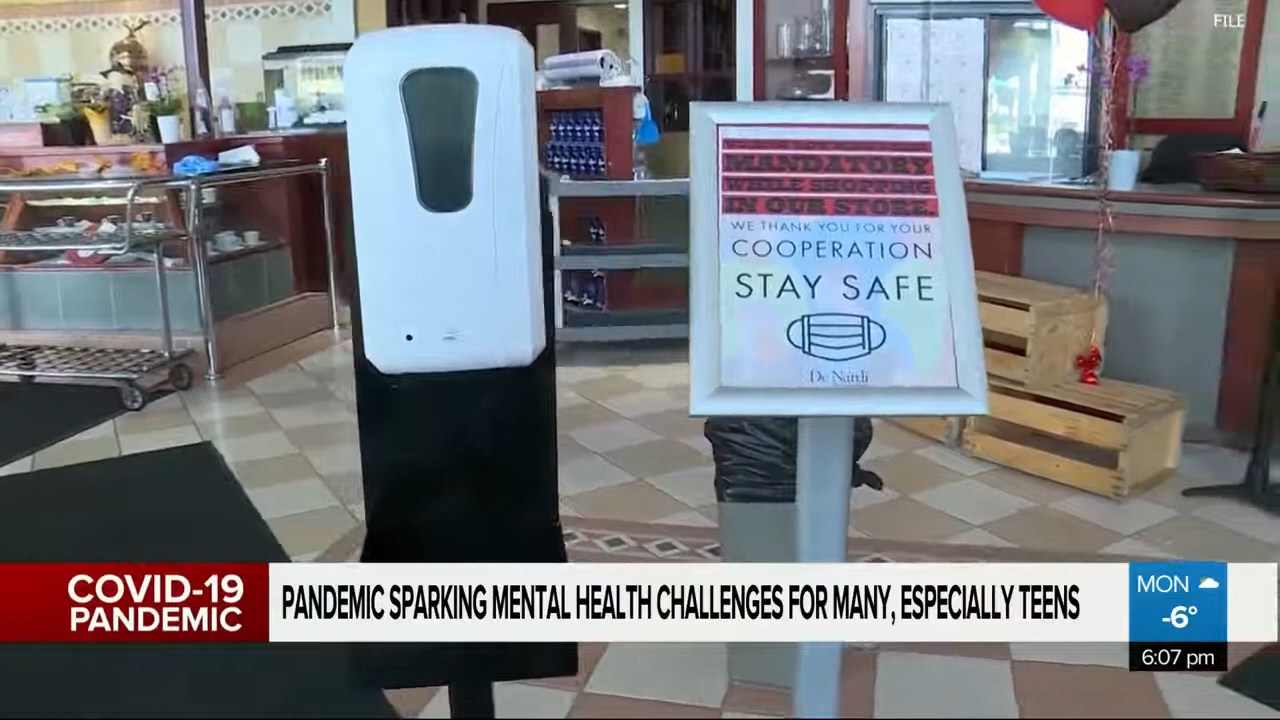 FILE
MANDATORY
WHILE SHOPPING
IN OUR STORE.
WE THANK YOU FOR YOUR
COOPERATION
STAY SAFE
De Nardi
COVID-19
PANDEMIC
PANDEMIC SPARKING MENTAL HEALTH CHALLENGES FOR MANY, ESPECIALLY TEENS
MON
-6°
6:07 pm